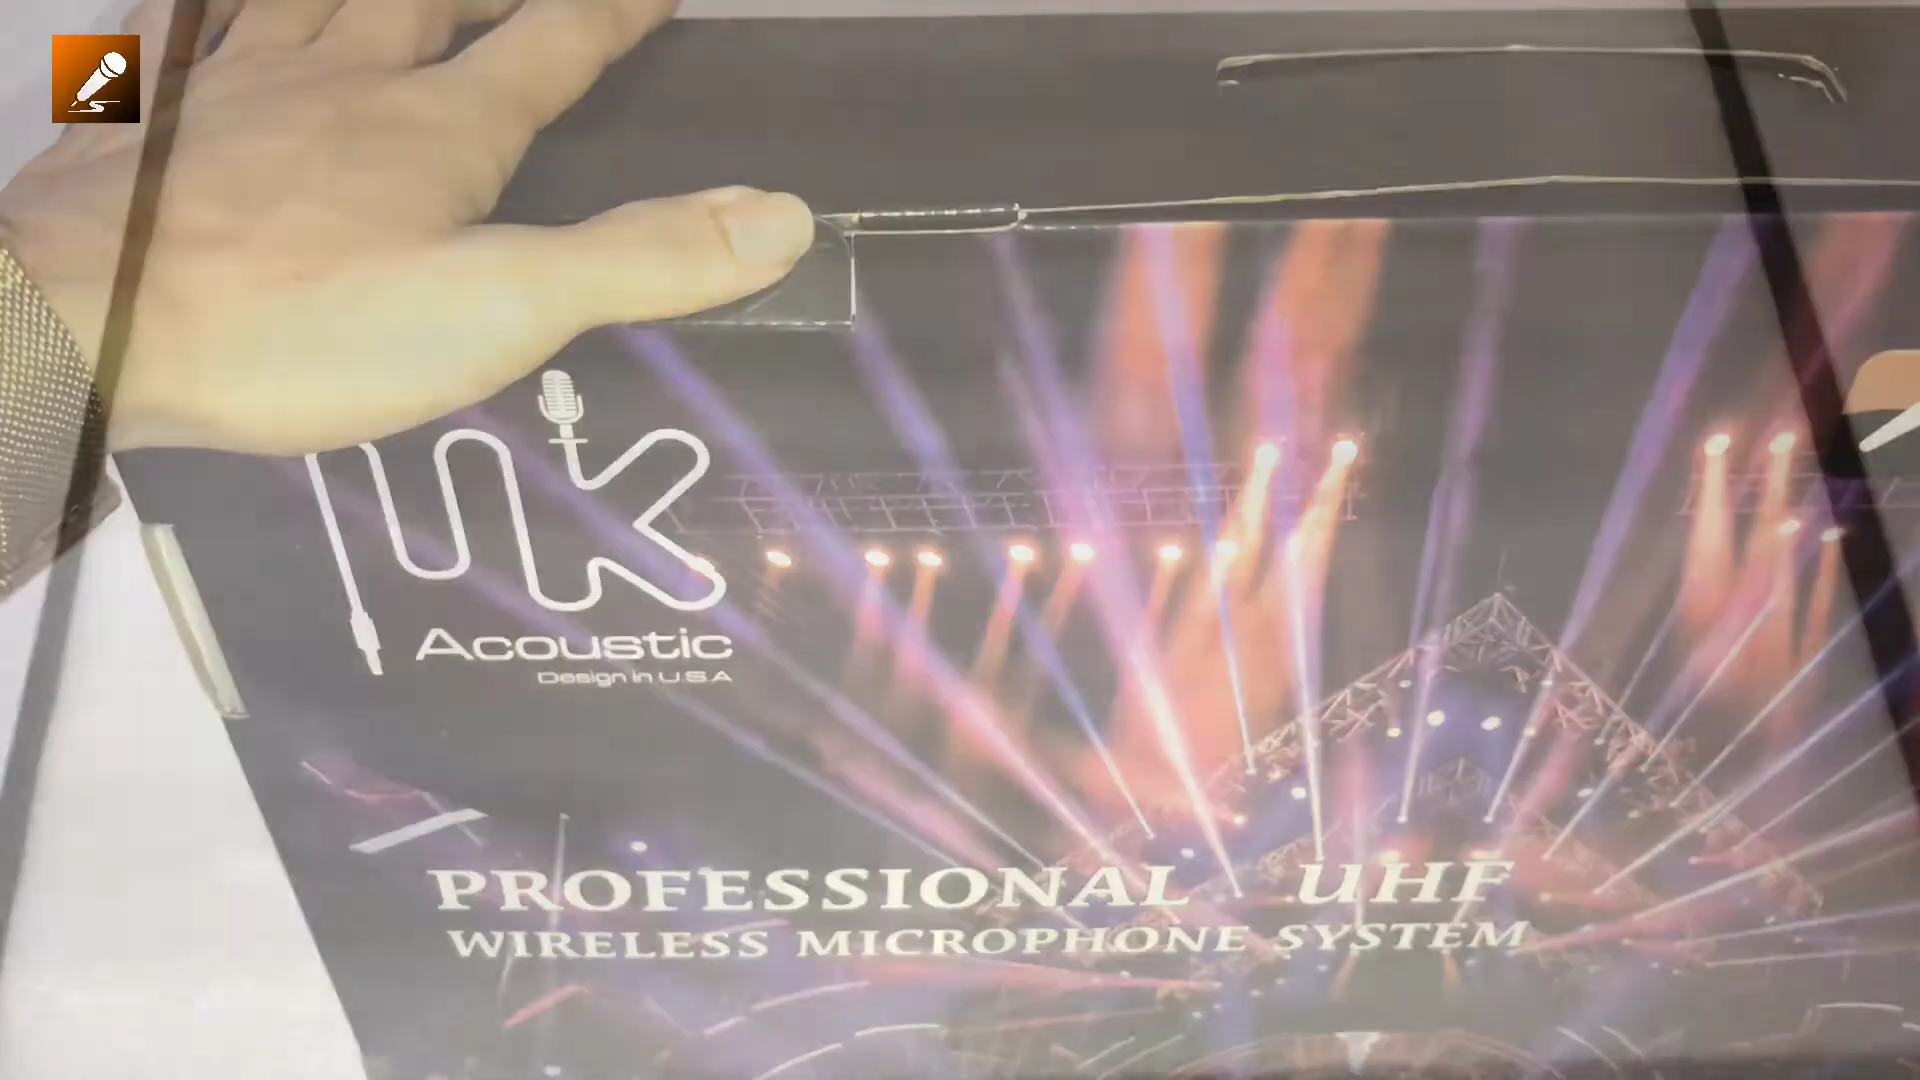 Acoustic
Design in U.S.A
PROFESSIONAL UHF
WIRELESS MICROPHONE SYSTEM